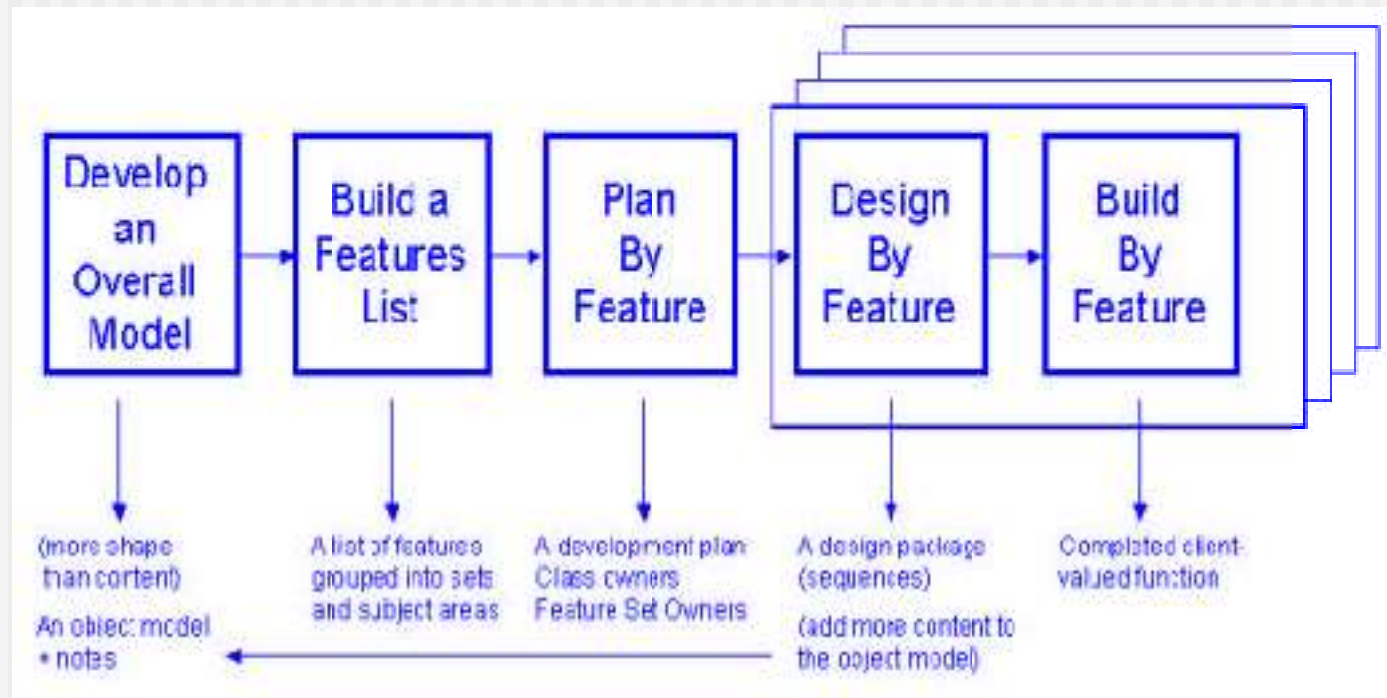 Develop
an
Overall
Model
Build a
Features
List
Plan
By
Feature
Design
By
Feature
Build
By
Feature
(more shape
than content)
An object model
+ notes
A list of features
grouped into sets
and subject areas
A development plan
Class owners
Feature Set Owners
A design package
(sequences)
(add more content to
the object model)
Completed client-
valued function